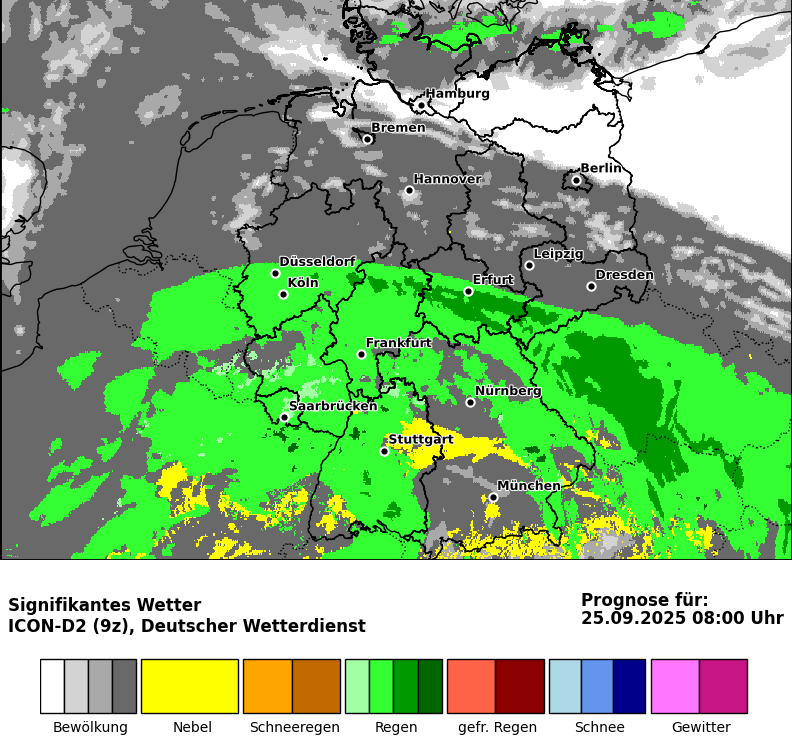 Hamburg
Bremen
Berlin
Hannover
Leipzig
Düsseldorf
Dresden
Köln
Erfurt
Frankfurt
Nürnberg
Saarbrücken
Stuttgart
München
Signifikantes Wetter
ICON-D2 (9z), Deutscher Wetterdienst
Prognose für:
25.09.2025 08:00 Uhr
Bewölkung
Nebel
Schneeregen
Regen
gefr. Regen
Schnee
Gewitter